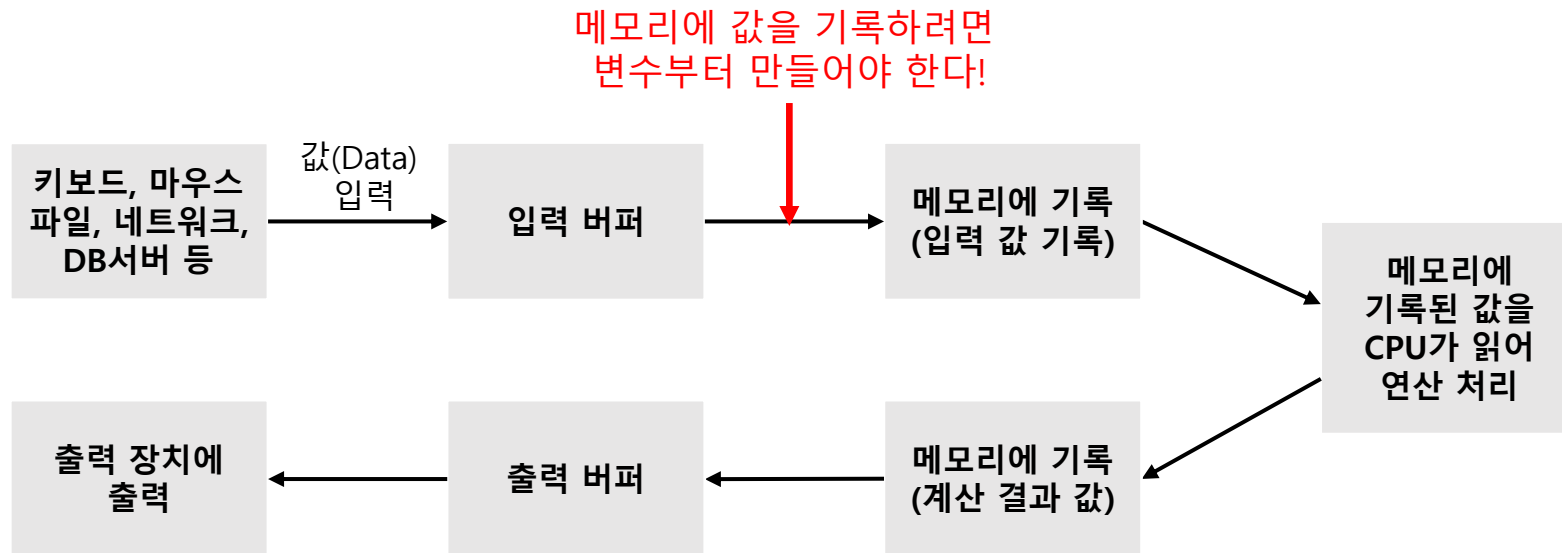 메모리에 값을 기록하려면
변수부터 만들어야 한다!
키보드, 마우스
파일, 네트워크,
DB서버 등
값(Data)
입력
입력 버퍼
메모리에 기록
(입력 값 기록)
메모리에
기록된 값을
CPU가 읽어
연산 처리
출력 장치에
출력
출력 버퍼
메모리에 기록
(계산 결과 값)